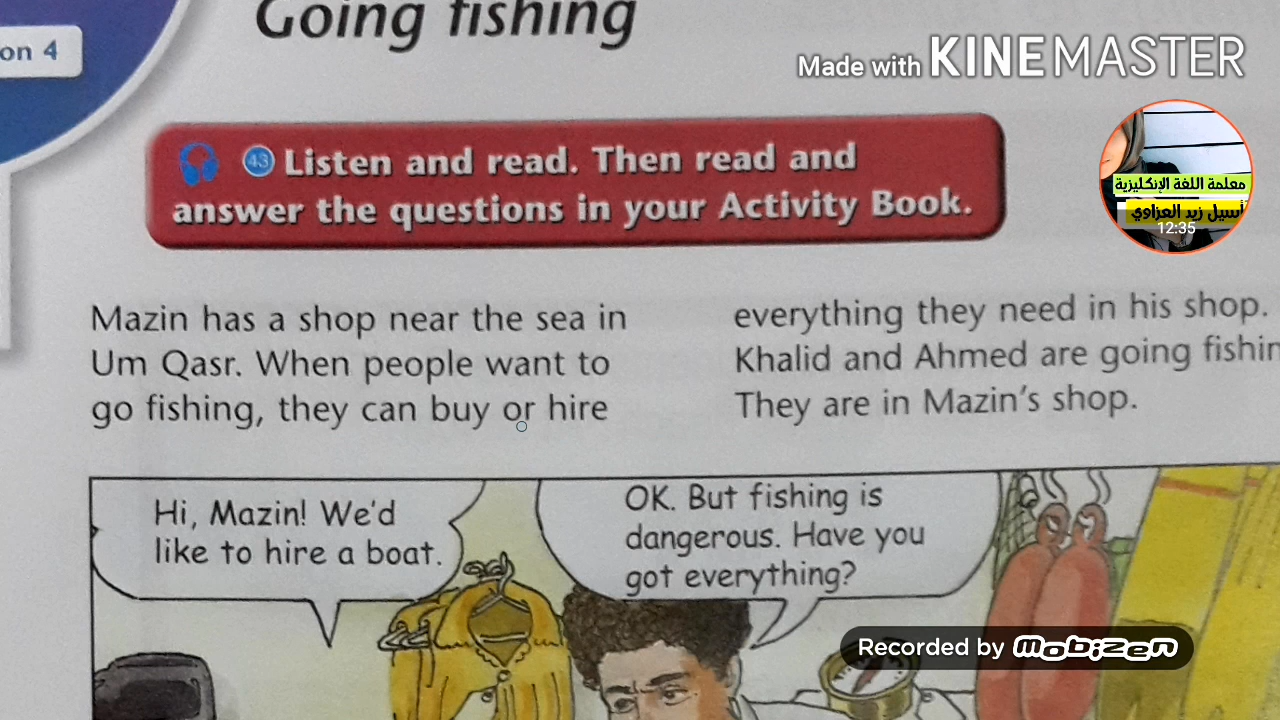 on 4
Going fishing
Made with KINEMASTER
43 Listen and read. Then read and
answer the questions in your Activity Book.
معلمة اللغة الإنكليزية
أسيل زيد العزاوي
12:35
Mazin has a shop near the sea in
Um Qasr. When people want to
go fishing, they can buy or hire
everything they need in his shop.
Khalid and Ahmed are going fishin
They are in Mazin's shop.
Hi, Mazin! We'd
like to hire a boat.
OK. But fishing is
dangerous. Have you
got everything?
Recorded by mobizen